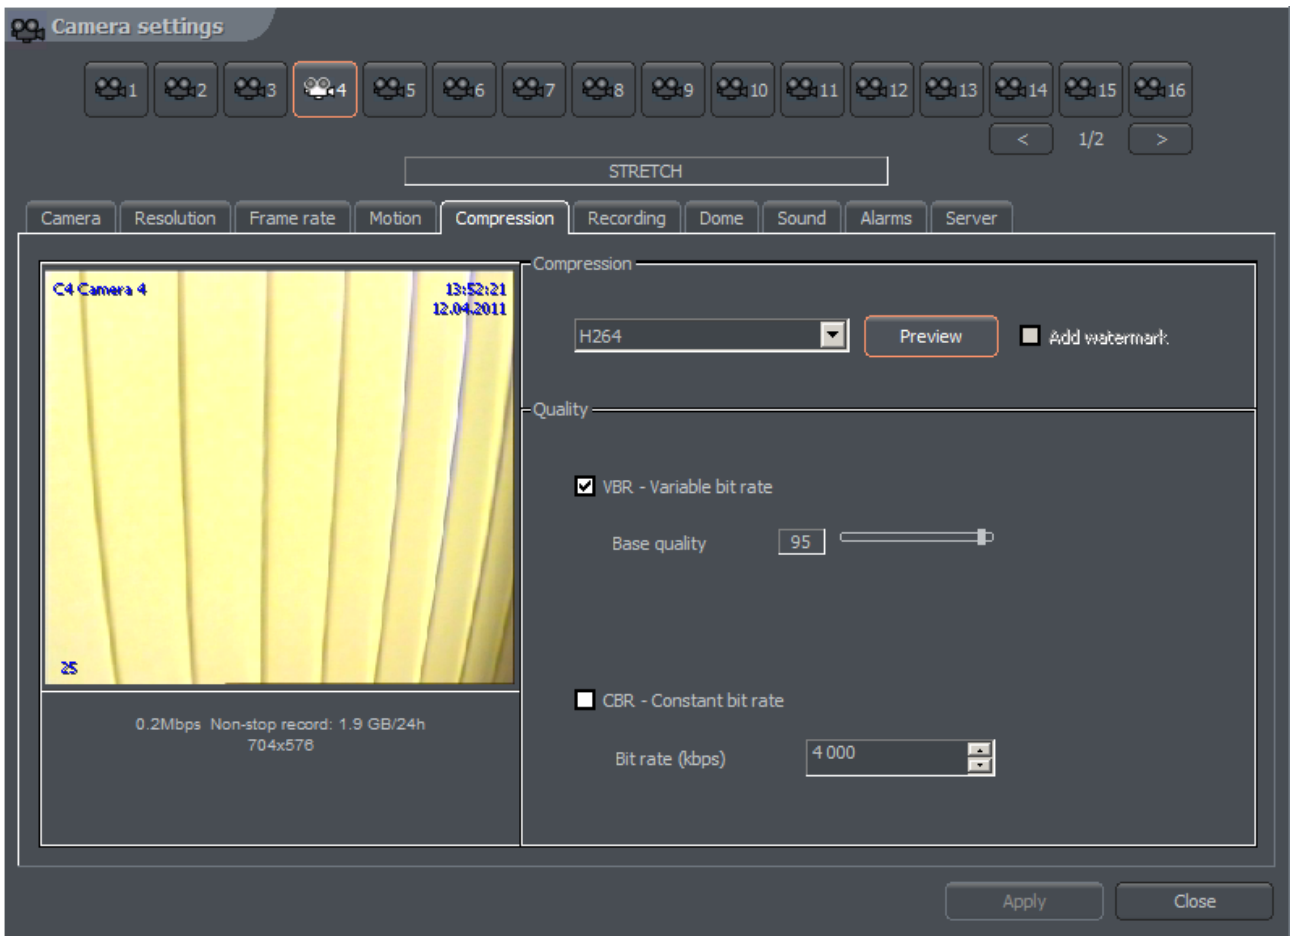 Camera settings
1 2 3 4 5 6 7 8 9 10 11 12 13 14 15 16
< 1/2 >
STRETCH
Camera Resolution Frame rate Motion Compression Recording Dome Sound Alarms Server
Compression
C4 Camera 4 13:52:21
12.04.2011
H264 Preview Add watermark
Quality
VBR - Variable bit rate
Base quality 95
25
CBR - Constant bit rate
0.2Mbps Non-stop record: 1.9 GB/24h
704x576
Bit rate (kbps) 4 000
Apply Close